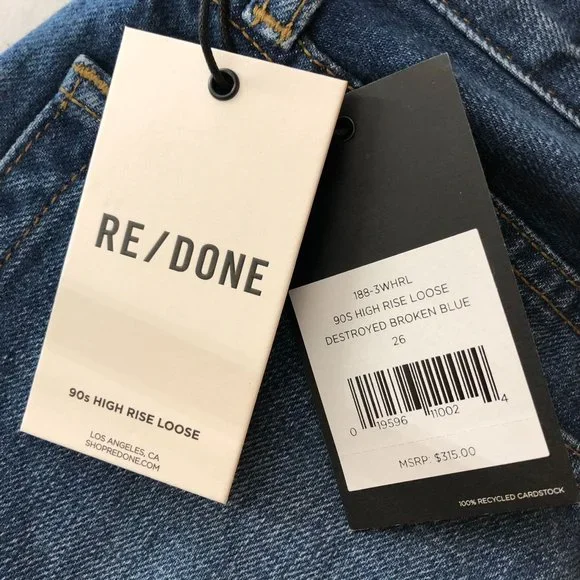 RE/DONE
90s HIGH RISE LOOSE
LOS ANGELES, CA
SHOPREDONE.COM
188-3WHRL
90S HIGH RISE LOOSE
DESTROYED BROKEN BLUE
26
0 19596 11002 4
MSRP: $315.00
100% RECYCLED CARDSTOCK